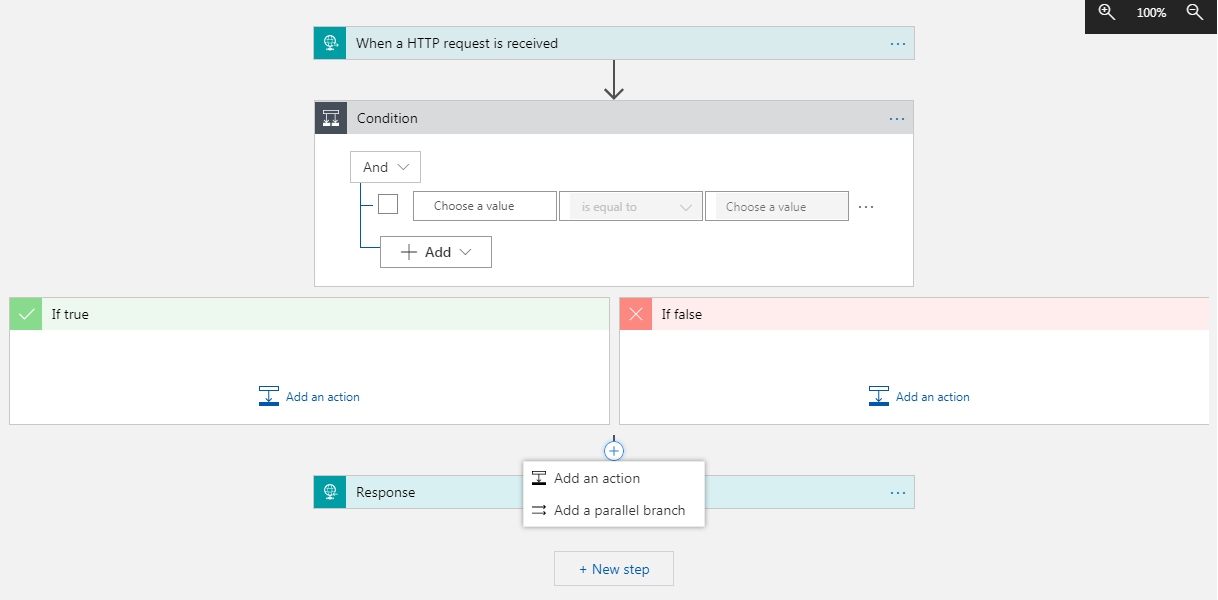 100%
When a HTTP request is received
Condition
And
Choose a value is equal to Choose a value
Add
If true If false
Add an action Add an action
Add an action
Response
Add a parallel branch
+ New step